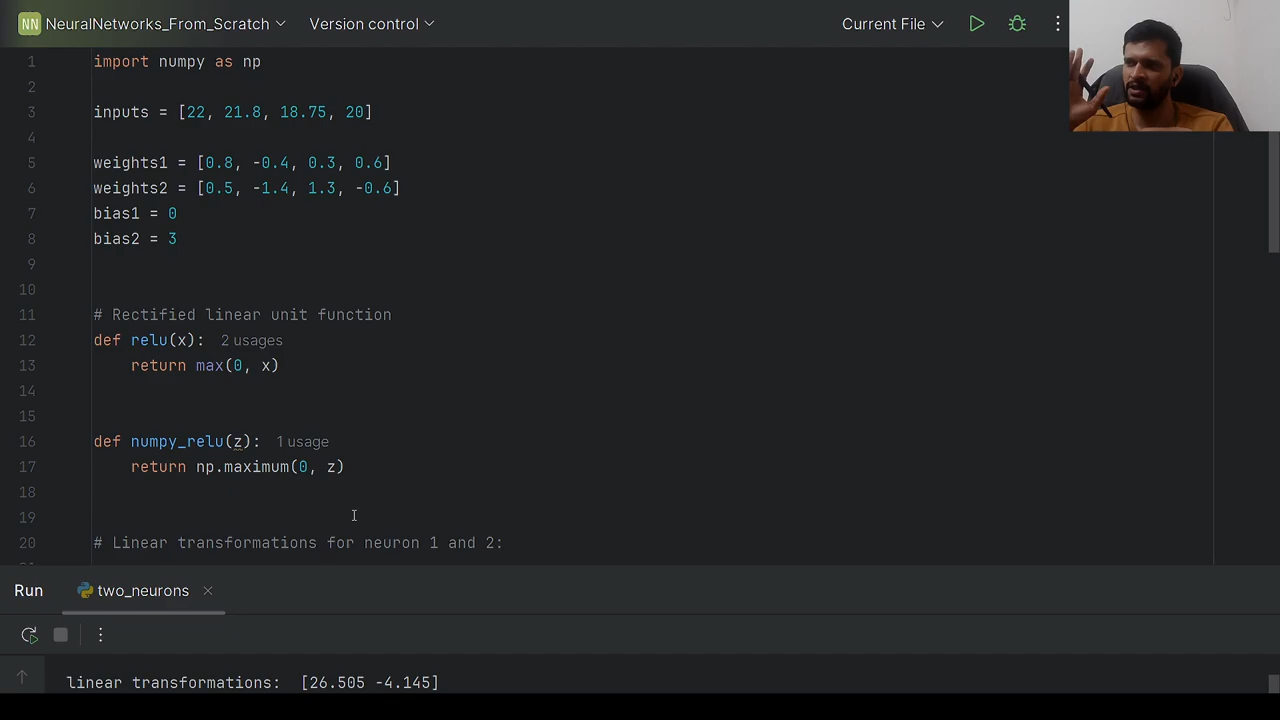 NN NeuralNetworks_From_Scratch Version control Current File
1 import numpy as np
2
3 inputs = [22, 21.8, 18.75, 20]
4
5 weights1 = [0.8, -0.4, 0.3, 0.6]
6 weights2 = [0.5, -1.4, 1.3, -0.6]
7 bias1 = 0
8 bias2 = 3
9
10
11 # Rectified linear unit function
12 def relu(x): 2 usages
13 return max(0, x)
14
15
16 def numpy_relu(z): 1 usage
17 return np.maximum(0, z)
18
19
20 # Linear transformations for neuron 1 and 2:
Run two_neurons
linear transformations: [26.505 -4.145]